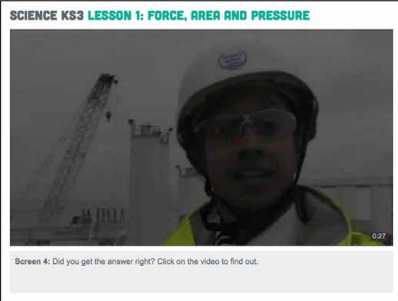 SCIENCE KS3 LESSON 1: FORCE, AREA AND PRESSURE
0:27
Screen 4: Did you get the answer right? Click on the video to find out.